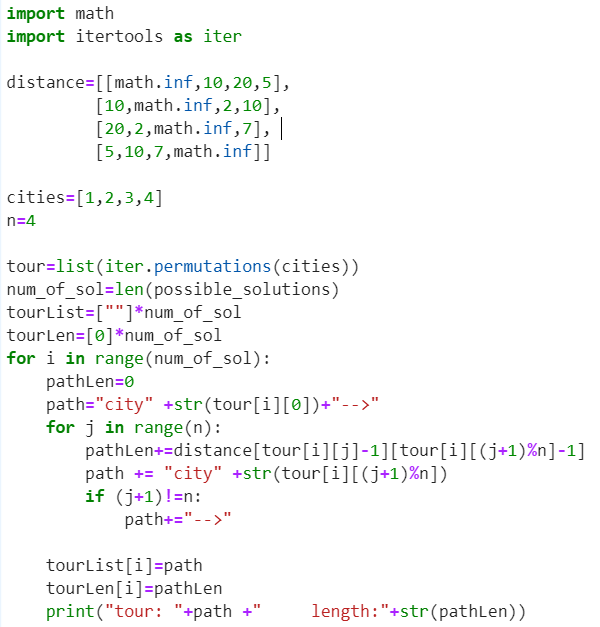 import math
import itertools as iter

distance=[[math.inf,10,20,5],
         [10,math.inf,2,10],
         [20,2,math.inf,7],
         [5,10,7,math.inf]]

cities=[1,2,3,4]
n=4

tour=list(iter.permutations(cities))
num_of_sol=len(possible_solutions)
tourList=[""]*num_of_sol
tourLen=[0]*num_of_sol
for i in range(num_of_sol):
    pathLen=0
    path="city" +str(tour[i][0])+"-->"
    for j in range(n):
        pathLen+=distance[tour[i][j]-1][tour[i][(j+1)%n]-1]
        path += "city" +str(tour[i][(j+1)%n])
        if (j+1)!=n:
            path+="-->"

    tourList[i]=path
    tourLen[i]=pathLen
    print("tour: "+path +"     length:"+str(pathLen))